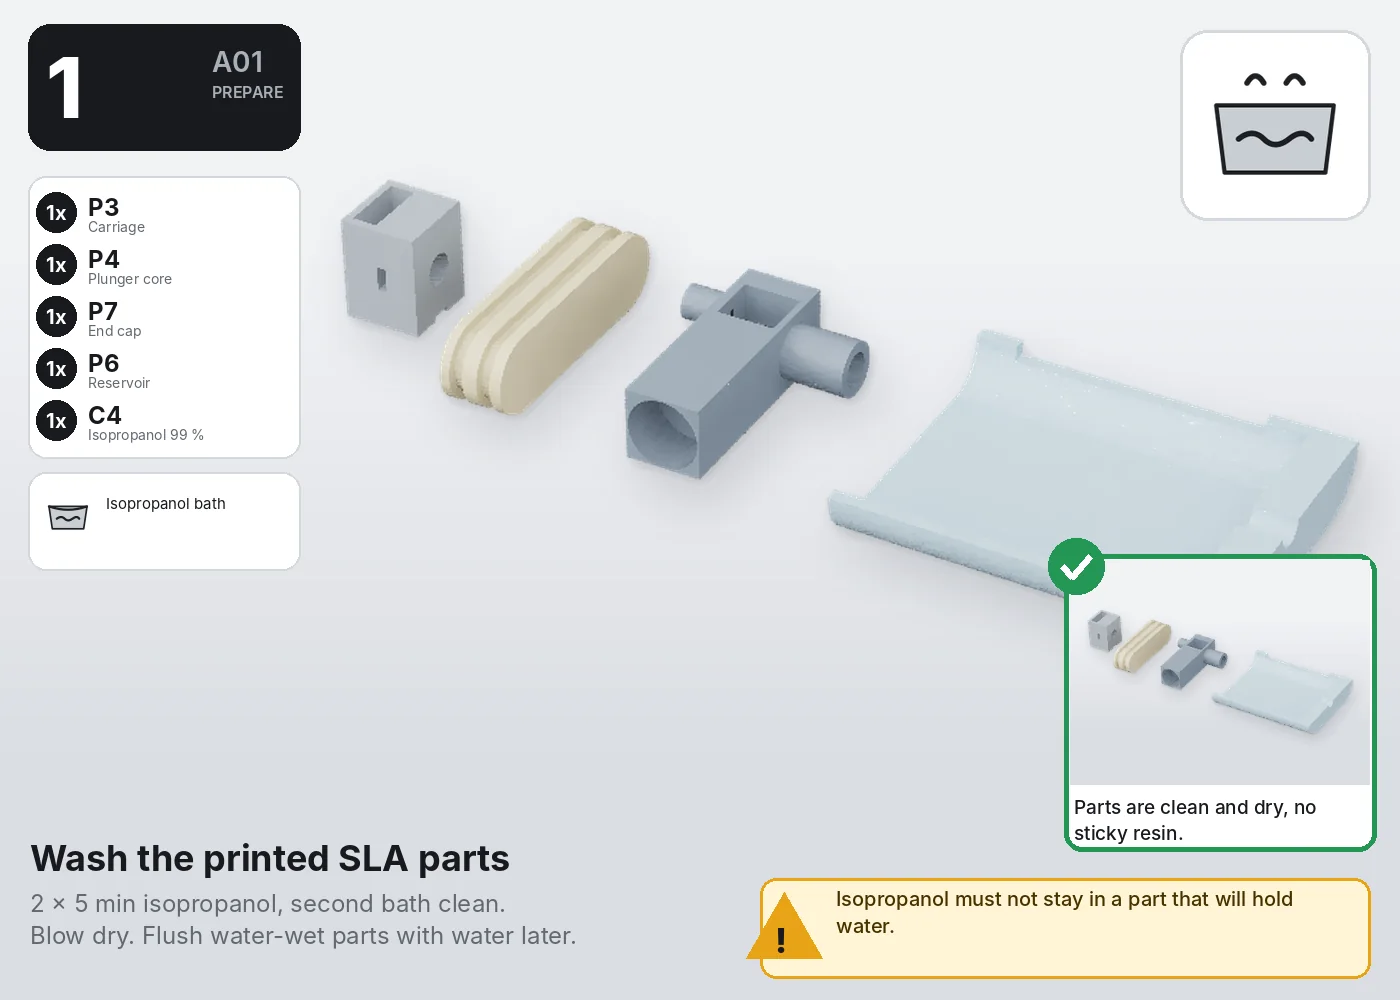 1
A01
PREPARE
1x P3
Carriage
1x P4
Plunger core
1x P7
End cap
1x P6
Reservoir
1x C4
Isopropanol 99 %
Isopropanol bath
Parts are clean and dry, no
sticky resin.
Wash the printed SLA parts
2 × 5 min isopropanol, second bath clean.
Blow dry. Flush water-wet parts with water later.
!
Isopropanol must not stay in a part that will hold
water.